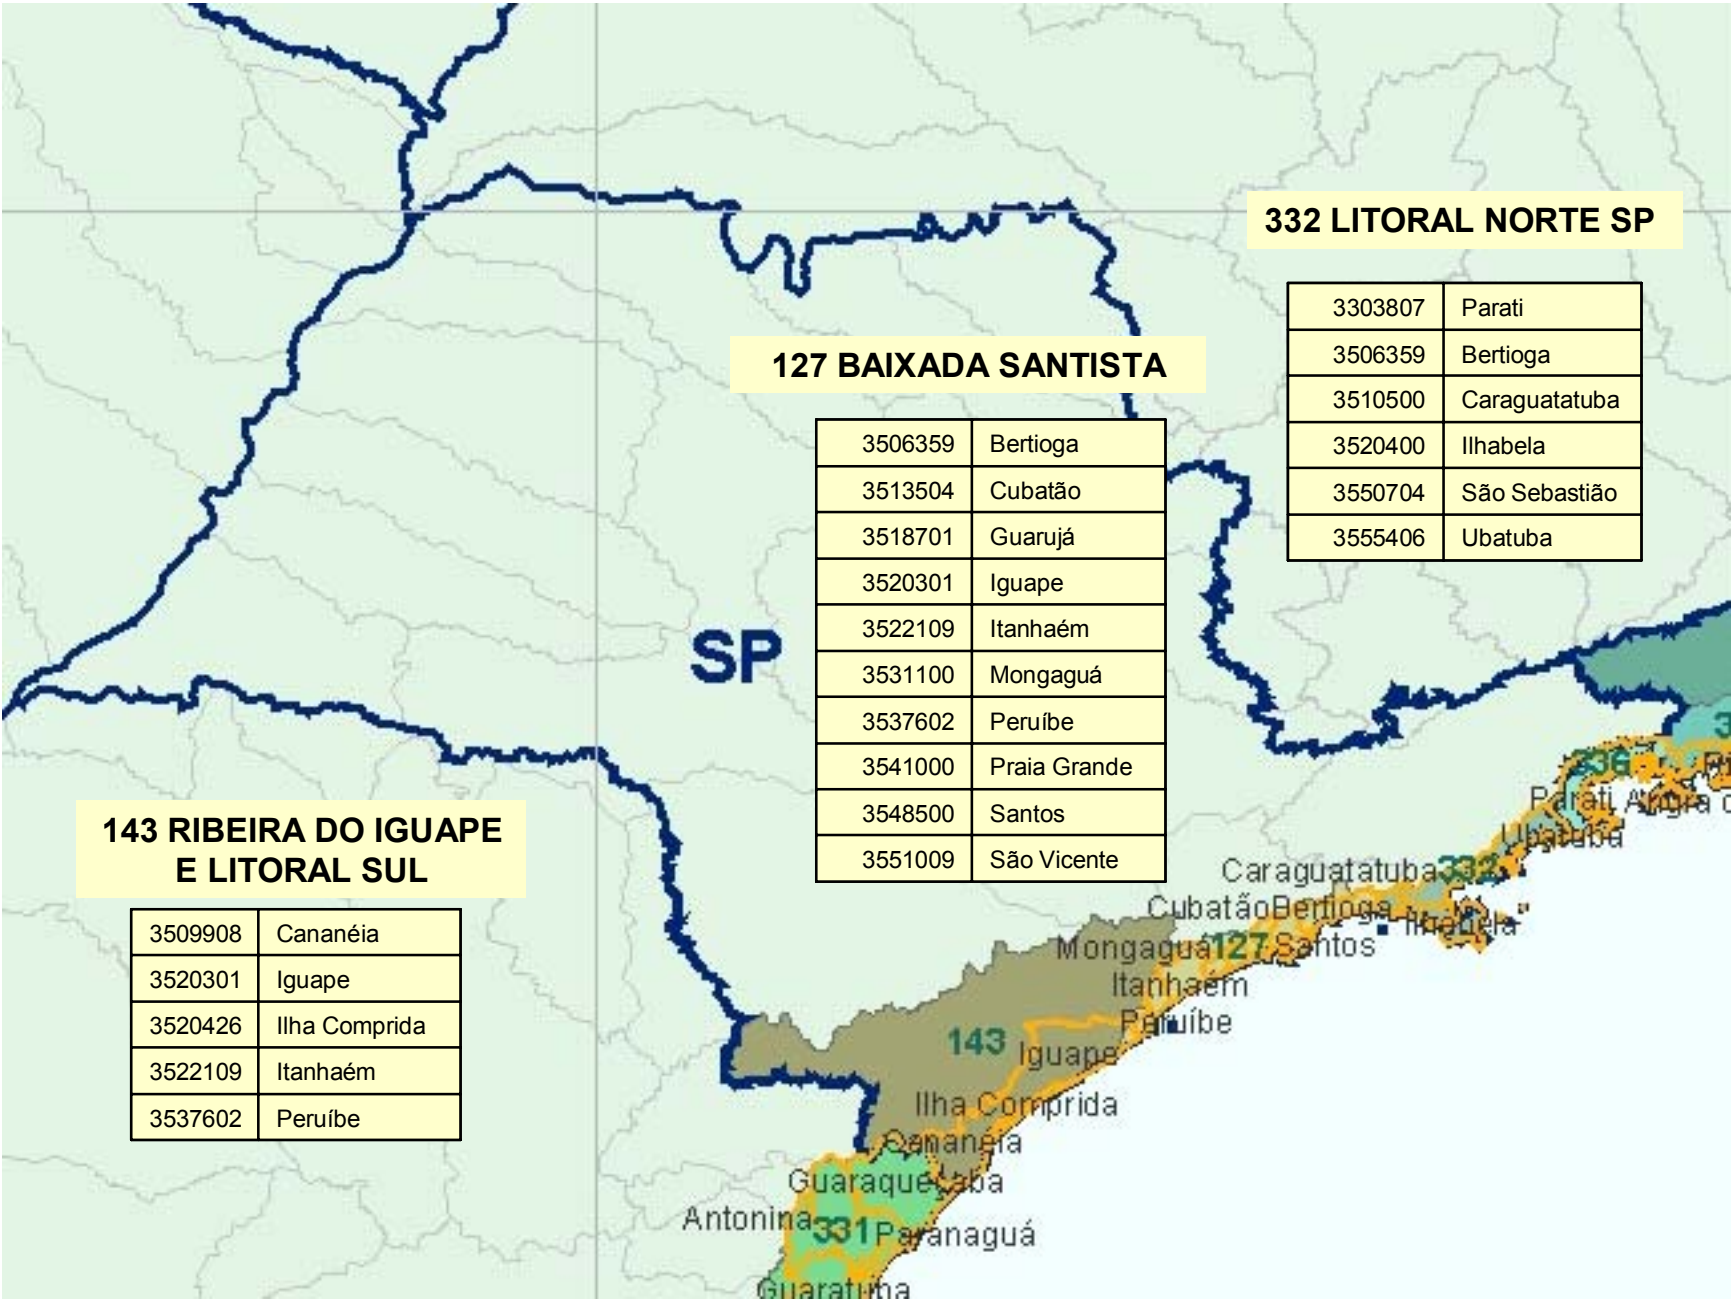 332 LITORAL NORTE SP
3303807 Parati
3506359 Bertioga
3510500 Caraguatatuba
3520400 Ilhabela
3550704 São Sebastião
3555406 Ubatuba
127 BAIXADA SANTISTA
3506359 Bertioga
3513504 Cubatão
3518701 Guarujá
3520301 Iguape
3522109 Itanhaém
3531100 Mongaguá
3537602 Peruíbe
3541000 Praia Grande
3548500 Santos
3551009 São Vicente
SP
143 RIBEIRA DO IGUAPE
E LITORAL SUL
3509908 Cananéia
3520301 Iguape
3520426 Ilha Comprida
3522109 Itanhaém
3537602 Peruíbe
336
Parati Angra
Ubatuba
Caraguatatuba 332
Cubatão Bertioga Ilhabela
Mongaguá 127 Santos
Itanhaém
Peruíbe
143 Iguape
Ilha Comprida
Cananéia
Guaraqueçaba
Antonina 331 Paranaguá
Guaratuba